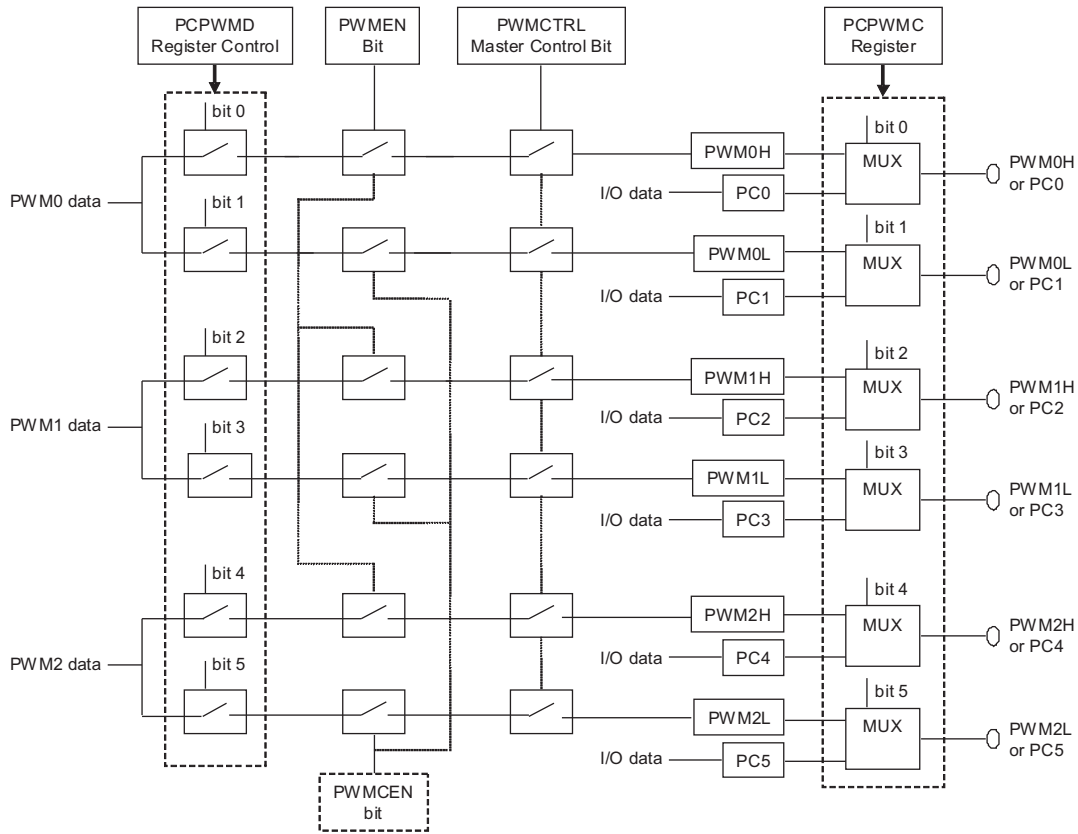 PCPWMD
Register Control
PWMEN
Bit
PWMCTRL
Master Control Bit
PCPWMC
Register
bit 0
bit 0
PWM0H
MUX
PWM0H
or PC0
I/O data
PC0
PWM0 data
bit 1
bit 1
PWM0L
MUX
PWM0L
or PC1
I/O data
PC1
bit 2
bit 2
PWM1H
MUX
PWM1H
or PC2
I/O data
PC2
PWM1 data
bit 3
bit 3
PWM1L
MUX
PWM1L
or PC3
I/O data
PC3
bit 4
bit 4
PWM2H
MUX
PWM2H
or PC4
I/O data
PC4
PWM2 data
bit 5
bit 5
PWM2L
MUX
PWM2L
or PC5
I/O data
PC5
PWMCEN
bit